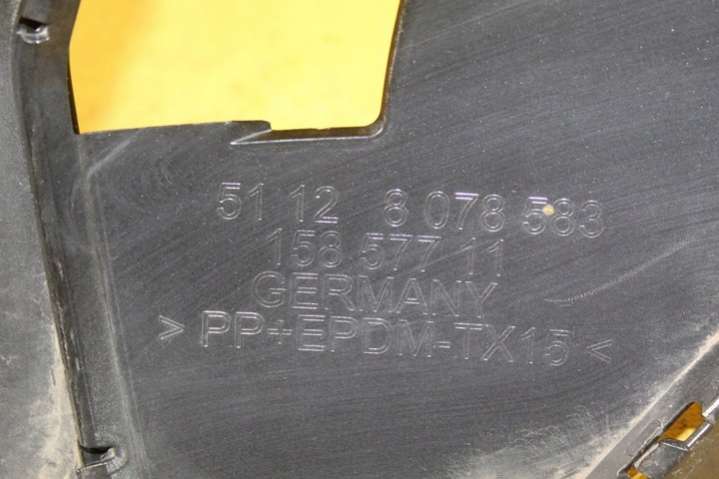 51 12 8 078 583
158 577 11
GERMANY
> PP+EPDM-TX15 <